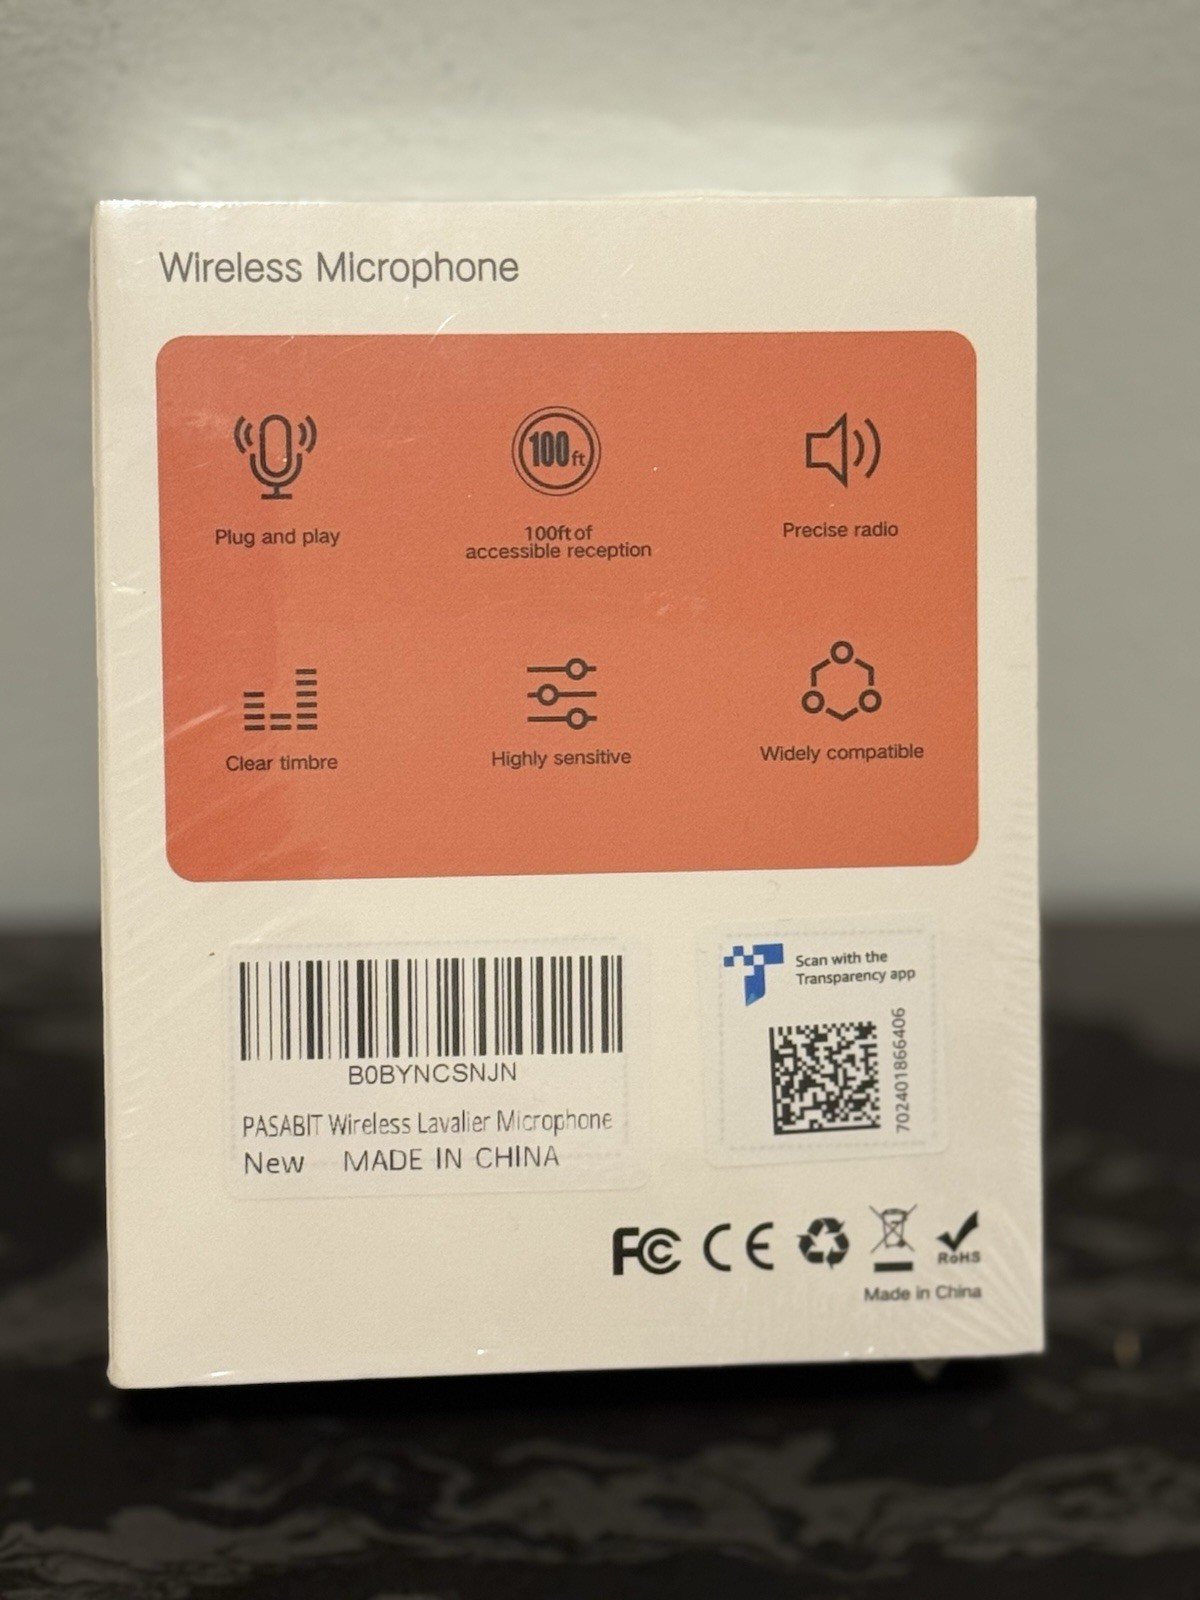 Wireless Microphone
100ft
Plug and play
100ft of
accessible reception
Precise radio
Clear timbre
Highly sensitive
Widely compatible
B0BYNCSNJN
PASABIT Wireless Lavalier Microphone
New MADE IN CHINA
Scan with the
Transparency app
702401866406
FC CE
RoHS
Made in China